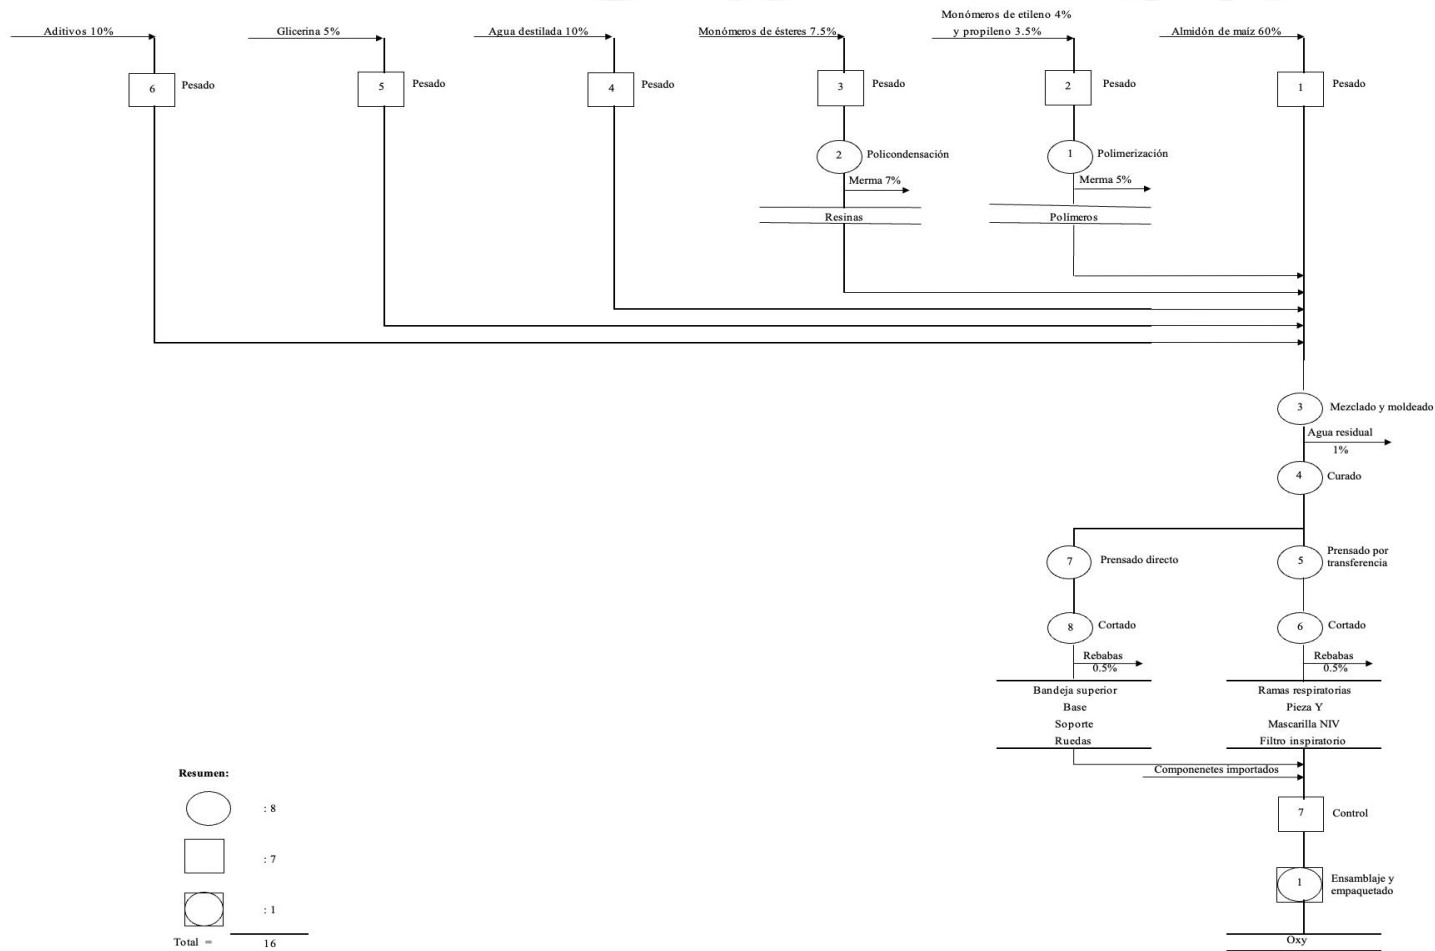 Monómeros de etileno 4%
Aditivos 10%
Glicerina 5%
Agua destilada 10%
Monómeros de ésteres 7.5%
y propileno 3.5%
Almidón de maíz 60%
6
Pesado
5
Pesado
4
Pesado
3
Pesado
2
Pesado
1
Pesado
2
Policondensación
1
Polimerización
Merma 7%
Merma 5%
Resinas
Polímeros
3
Mezclado y moldeado
Agua residual
1%
4
Curado
7
Prensado directo
5
Prensado por
transferencia
8
Cortado
6
Cortado
Rebabas
0.5%
Rebabas
0.5%
Bandeja superior
Base
Soporte
Ruedas
Ramas respiratorias
Pieza Y
Mascarilla NIV
Filtro inspiratorio
Componenetes importados
7
Control
1
Ensamblaje y
empaquetado
Oxy
Resumen:
: 8
: 7
: 1
Total =
16